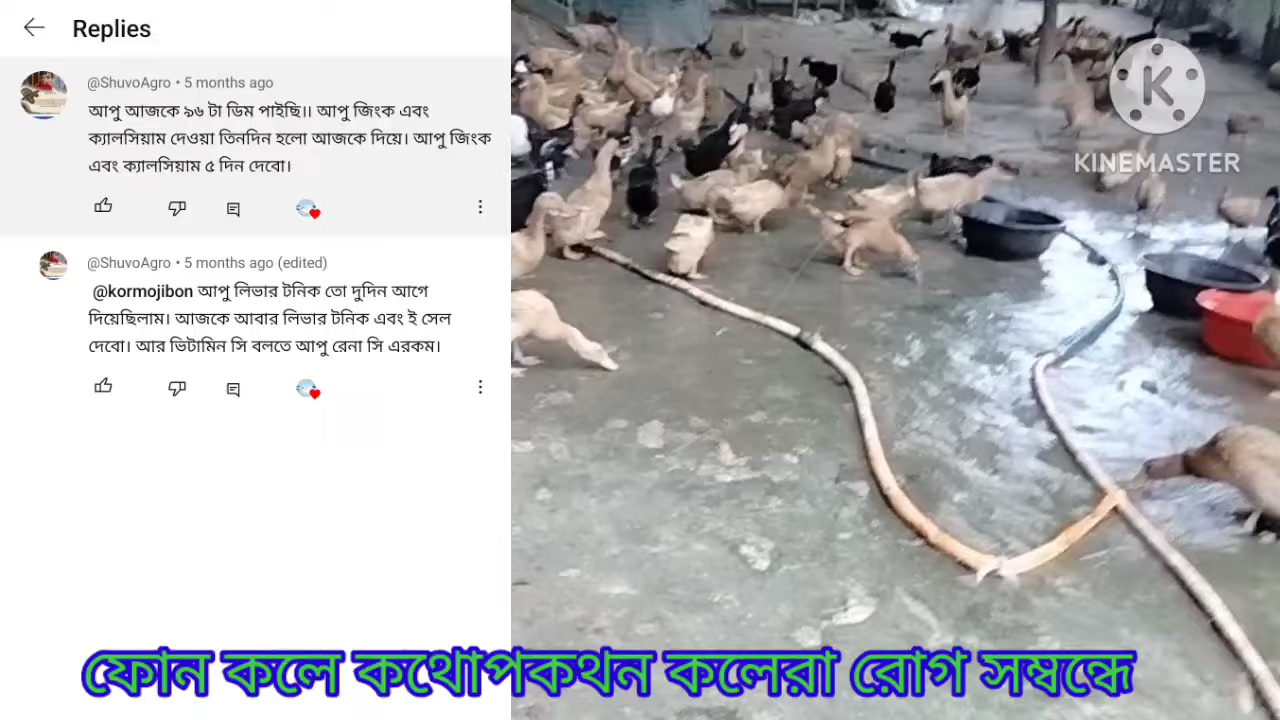 Replies
@ShuvoAgro • 5 months ago
আপু আজকে ৯৬ টা ডিম পাইছি।। আপু জিংক এবং
ক্যালসিয়াম দেওয়া তিনদিন হলো আজকে দিয়ে। আপু জিংক
এবং ক্যালসিয়াম ৫ দিন দেবো।
@ShuvoAgro • 5 months ago (edited)
@kormojibon আপু লিভার টনিক তো দুদিন আগে
দিয়েছিলাম। আজকে আবার লিভার টনিক এবং ই সেল
দেবো। আর ভিটামিন সি বলতে আপু রেনা সি এরকম।
K
KINEMASTER
ফোন কলে কথোপকথন কলেরা রোগ সম্বন্ধে